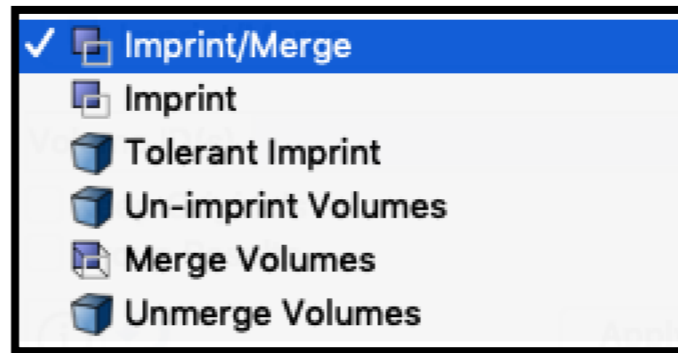 Imprint/Merge
Imprint
Tolerant Imprint
Un-imprint Volumes
Merge Volumes
Unmerge Volumes